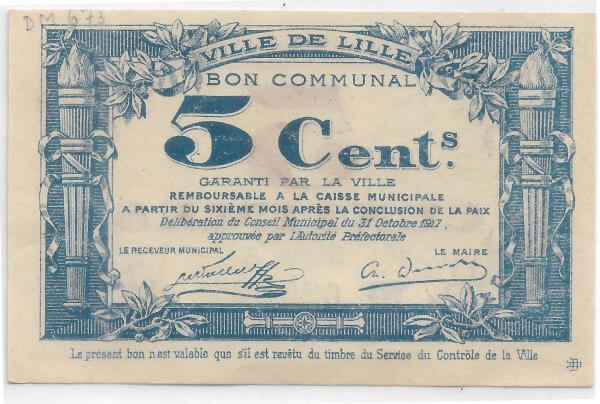 DM 673
VILLE DE LILLE
BON COMMUNAL
5 Cent.s
GARANTI PAR LA VILLE
REMBOURSABLE A LA CAISSE MUNICIPALE
A PARTIR DU SIXIÈME MOIS APRÈS LA CONCLUSION DE LA PAIX
Délibération du Conseil Municipal du 31 Octobre 1917,
approuvée par l'Autorité Préfectorale
LE RECEVEUR MUNICIPAL LE MAIRE
Le présent bon n'est valable que s'il est revêtu du timbre du Service du Contrôle de la Ville